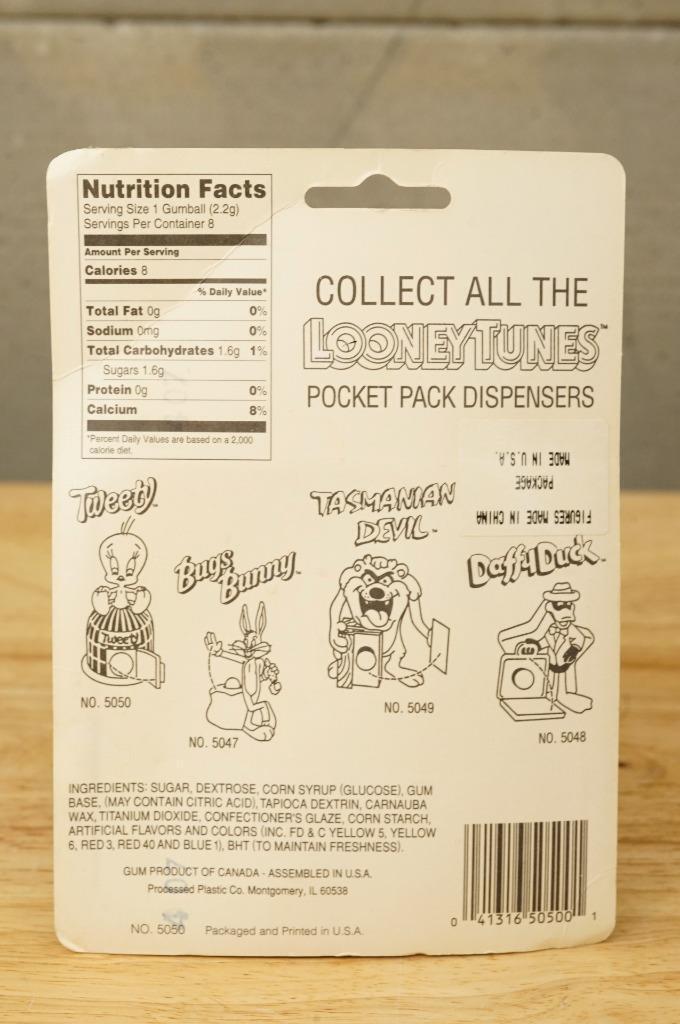 Nutrition Facts
Serving Size 1 Gumball (2.2g)
Servings Per Container 8
Amount Per Serving
Calories 8
% Daily Value*
Total Fat 0g 0%
Sodium 0mg 0%
Total Carbohydrates 1.6g 1%
Sugars 1.6g
Protein 0g 0%
Calcium 8%
*Percent Daily Values are based on a 2,000
calorie diet.
COLLECT ALL THE
LOONEY TUNES™
POCKET PACK DISPENSERS
FIGURES MADE IN CHINA
PACKAGE
MADE IN U.S.A.
Tweety™
TWEETY
NO. 5050
Bugs
Bunny™
NO. 5047
TASMANIAN
DEVIL™
NO. 5049
Daffy Duck™
NO. 5048
INGREDIENTS: SUGAR, DEXTROSE, CORN SYRUP (GLUCOSE), GUM
BASE, (MAY CONTAIN CITRIC ACID), TAPIOCA DEXTRIN, CARNAUBA
WAX, TITANIUM DIOXIDE, CONFECTIONER'S GLAZE, CORN STARCH,
ARTIFICIAL FLAVORS AND COLORS (INC. FD & C YELLOW 5, YELLOW
6, RED 3, RED 40 AND BLUE 1), BHT (TO MAINTAIN FRESHNESS).
GUM PRODUCT OF CANADA - ASSEMBLED IN U.S.A.
Processed Plastic Co. Montgomery, IL 60538
NO. 5050 Packaged and Printed in U.S.A.
0 41316 50500 1